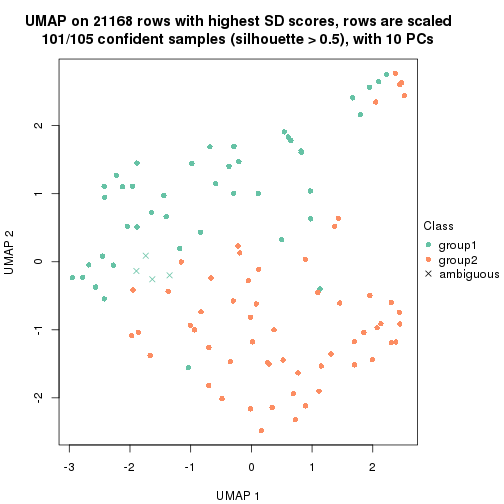 UMAP on 21168 rows with highest SD scores, rows are scaled
101/105 confident samples (silhouette > 0.5), with 10 PCs
2
1
0
-1
-2
UMAP 2
-3
-2
-1
0
1
2
UMAP 1
Class
group1
group2
ambiguous